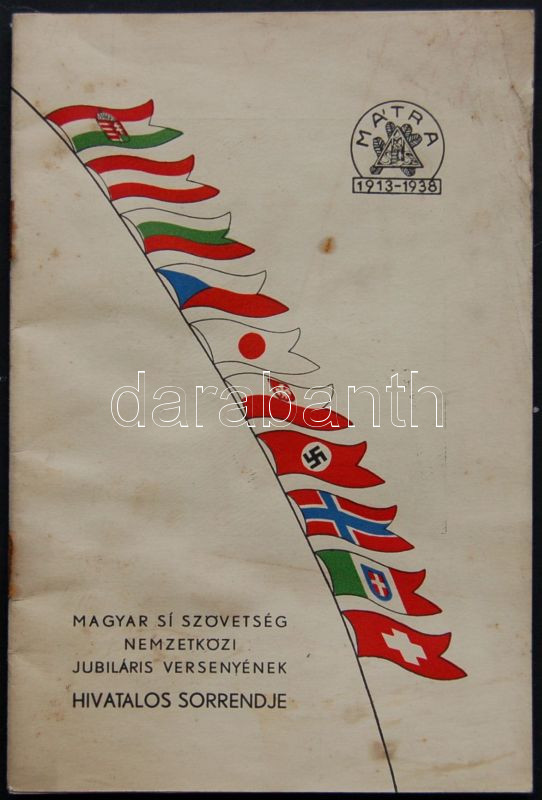 MÁTRA
1913-1938
darabanth
MAGYAR SÍ SZÖVETSÉG
NEMZETKÖZI
JUBILÁRIS VERSENYÉNEK
HIVATALOS SORRENDJE